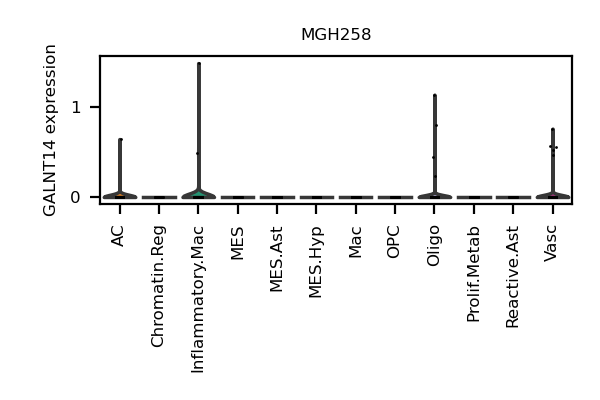 MGH258
GALNT14 expression
1
0
AC
Chromatin.Reg
Inflammatory.Mac
MES
MES.Ast
MES.Hyp
Mac
OPC
Oligo
Prolif.Metab
Reactive.Ast
Vasc